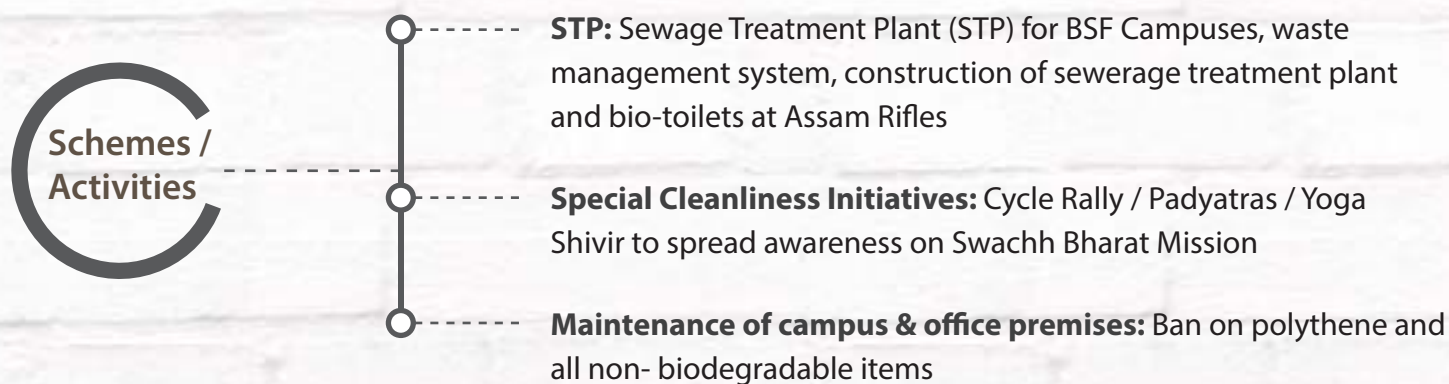 Schemes /
Activities
STP: Sewage Treatment Plant (STP) for BSF Campuses, waste
management system, construction of sewerage treatment plant
and bio-toilets at Assam Rifles
Special Cleanliness Initiatives: Cycle Rally / Padyatras / Yoga
Shivir to spread awareness on Swachh Bharat Mission
Maintenance of campus & office premises: Ban on polythene and
all non- biodegradable items